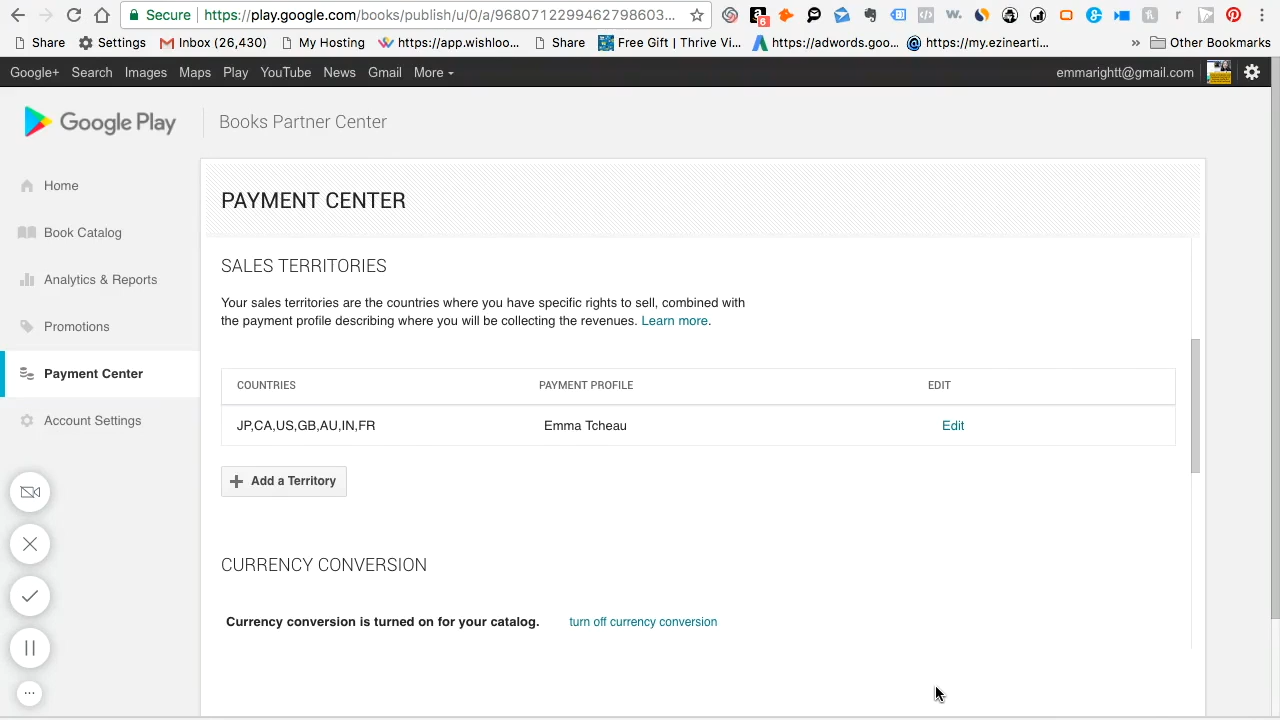 Secure https://play.google.com/books/publish/u/0/a/9680712299462798603...
6
Share Settings Inbox (26,430) My Hosting https://app.wishloo... Share Free Gift | Thrive Vi... https://adwords.goo... https://my.ezinearti... » Other Bookmarks
Google+ Search Images Maps Play YouTube News Gmail More emmarightt@gmail.com
Google Play Books Partner Center
Home
Book Catalog
Analytics & Reports
Promotions
Payment Center
Account Settings
PAYMENT CENTER
SALES TERRITORIES
Your sales territories are the countries where you have specific rights to sell, combined with
the payment profile describing where you will be collecting the revenues. Learn more.
COUNTRIES PAYMENT PROFILE EDIT
JP,CA,US,GB,AU,IN,FR Emma Tcheau Edit
Add a Territory
CURRENCY CONVERSION
Currency conversion is turned on for your catalog. turn off currency conversion